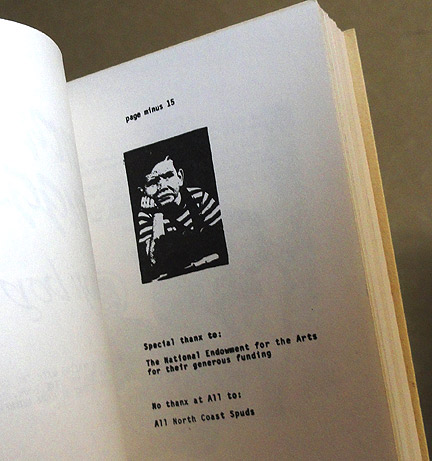 page minus 15
Special thanx to:
The National Endowment for the Arts
for their generous funding
No thanx at All to:
All North Coast Spuds